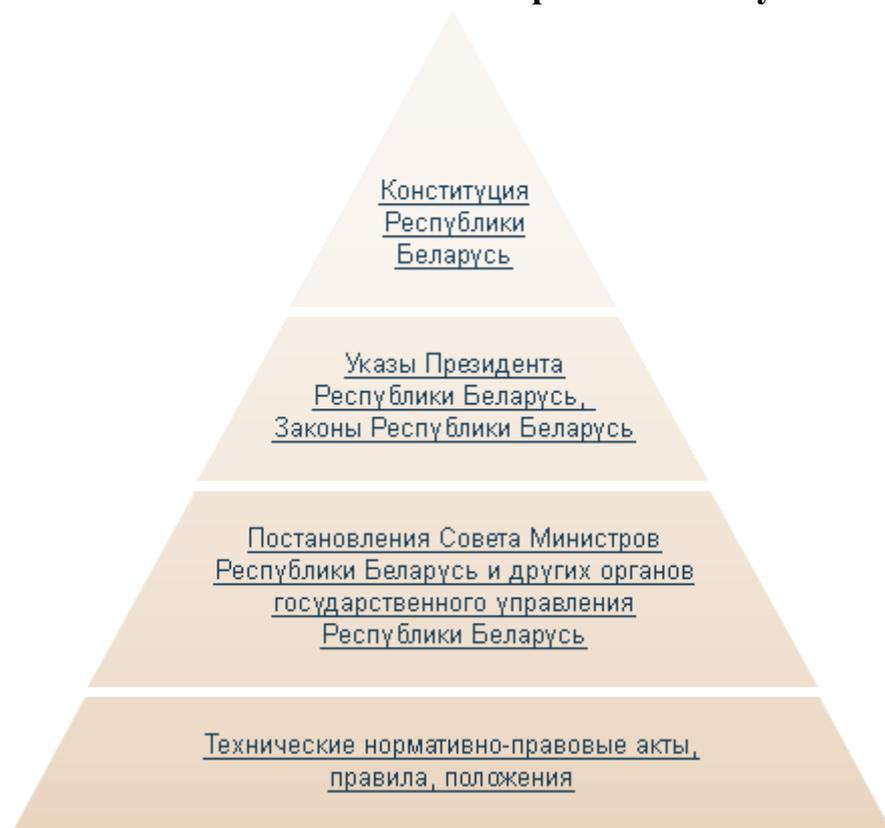 Конституция
Республики
Беларусь
Указы Президента
Республики Беларусь,
Законы Республики Беларусь
Постановления Совета Министров
Республики Беларусь и других органов
государственного управления
Республики Беларусь
Технические нормативно-правовые акты,
правила, положения